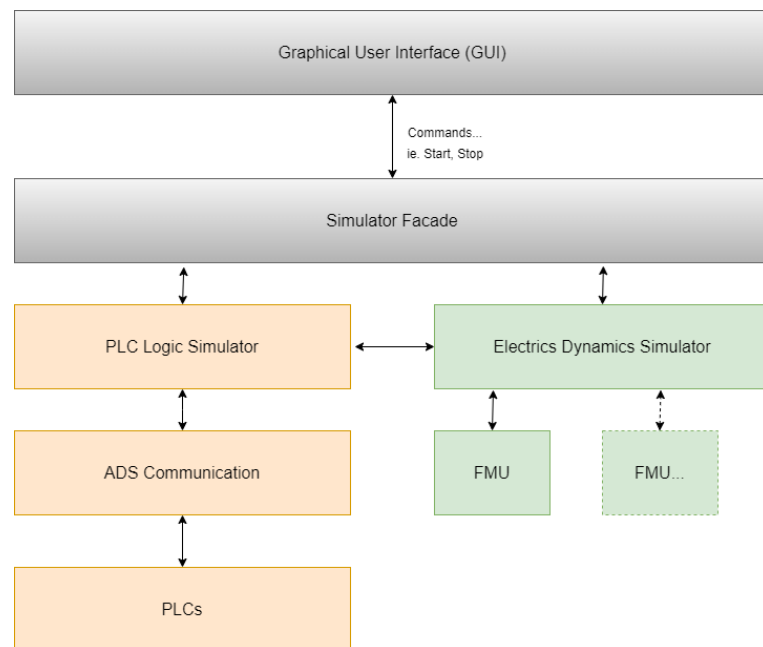 Graphical User Interface (GUI)
Commands...
ie. Start, Stop
Simulator Facade
PLC Logic Simulator
Electrics Dynamics Simulator
ADS Communication
FMU
FMU...
PLCs